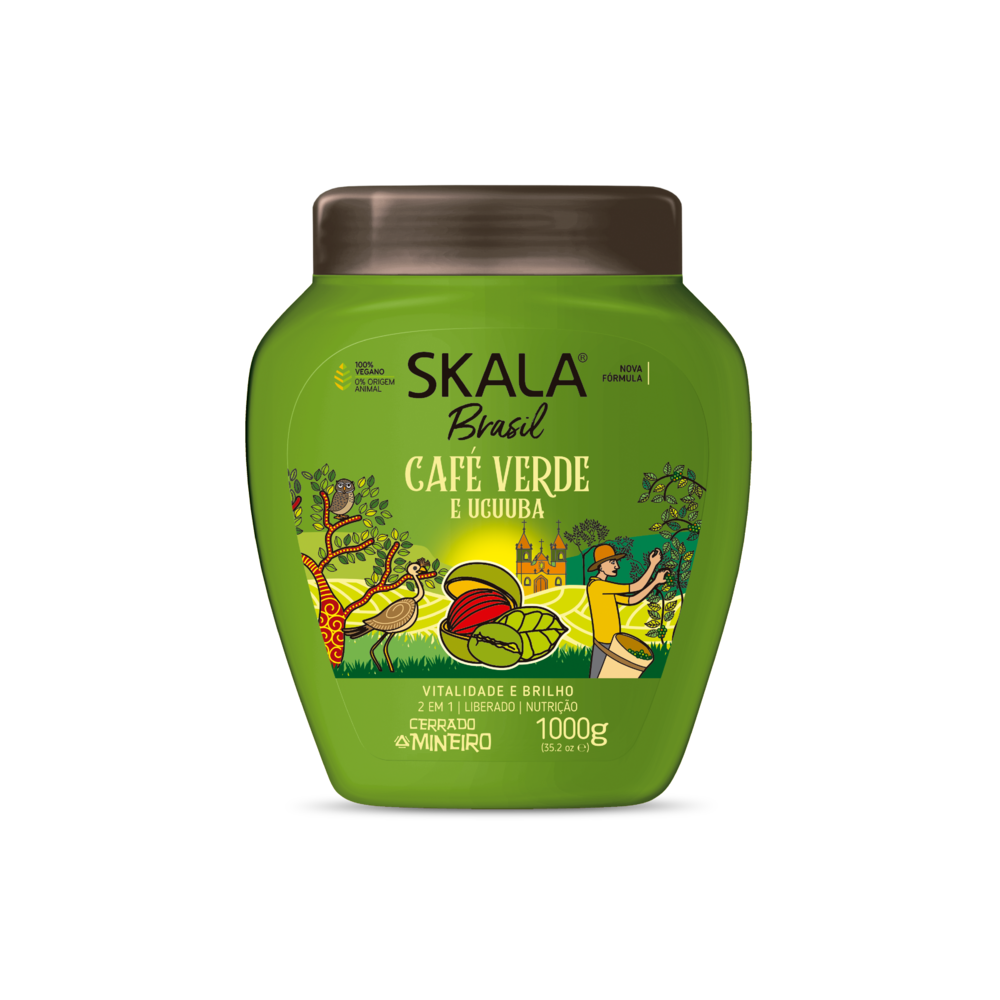 100%
VEGANO
0% ORIGEM
ANIMAL
SKALA®
NOVA
FÓRMULA
Brasil
CAFÉ VERDE
E UCUUBA
VITALIDADE E BRILHO
2 EM 1 | LIBERADO | NUTRIÇÃO
CERRADO
MINEIRO
1000g
(35.2 oz ℮)